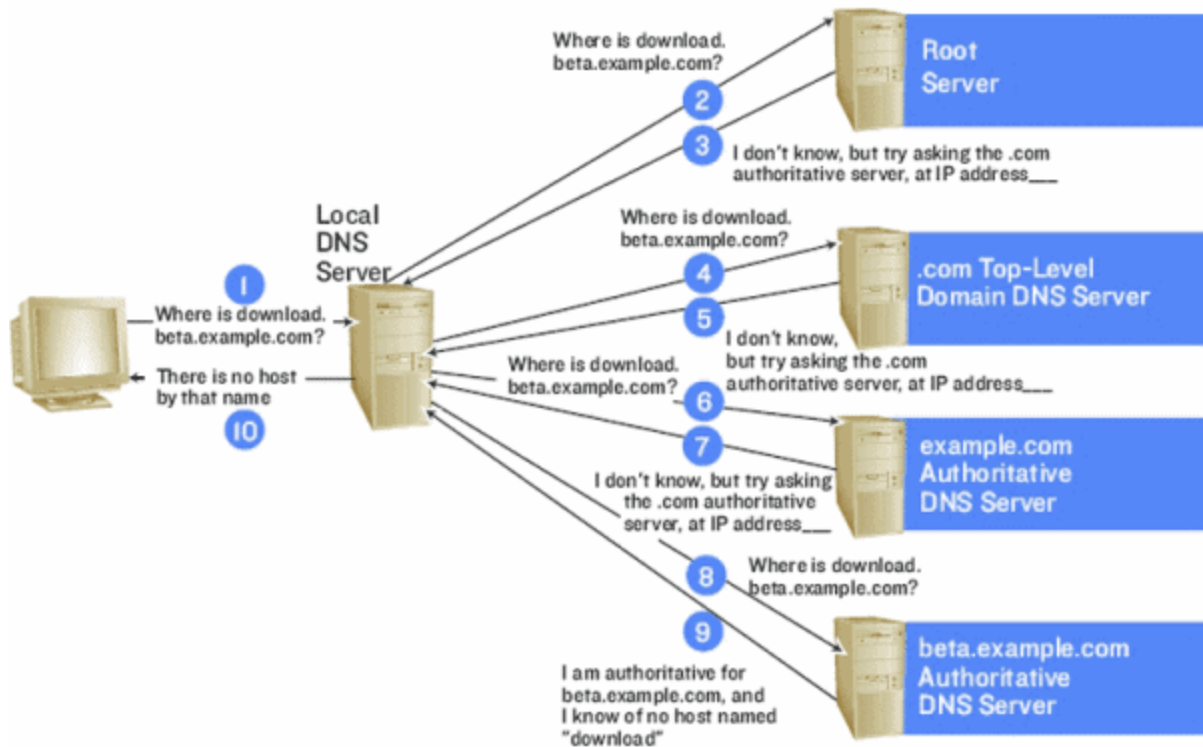 Where is download.
beta.example.com?
2
Root
Server
3
I don't know, but try asking the .com
authoritative server, at IP address___
Local
DNS
Server
Where is download.
beta.example.com?
4
.com Top-Level
Domain DNS Server
1
Where is download.
beta.example.com?
5
I don't know,
but try asking the .com
authoritative server, at IP address___
There is no host
by that name
10
Where is download.
beta.example.com?
6
7
example.com
Authoritative
DNS Server
I don't know, but try asking
the .com authoritative
server, at IP address___
8
Where is download.
beta.example.com?
9
beta.example.com
Authoritative
DNS Server
I am authoritative for
beta.example.com, and
I know of no host named
"download"